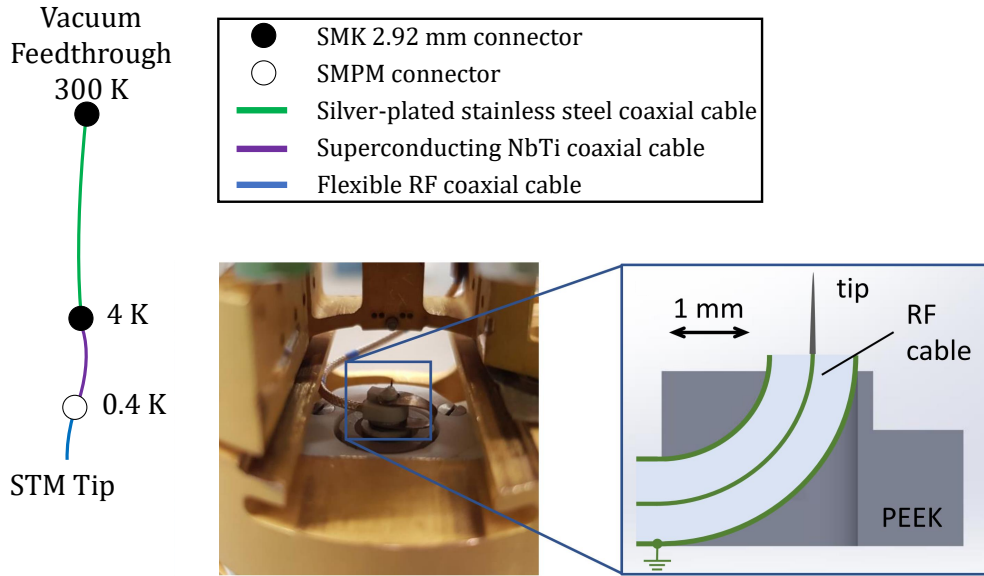 Vacuum
Feedthrough
300 K
4 K
0.4 K
STM Tip
SMK 2.92 mm connector
SMPM connector
Silver-plated stainless steel coaxial cable
Superconducting NbTi coaxial cable
Flexible RF coaxial cable
1 mm
tip
RF
cable
PEEK